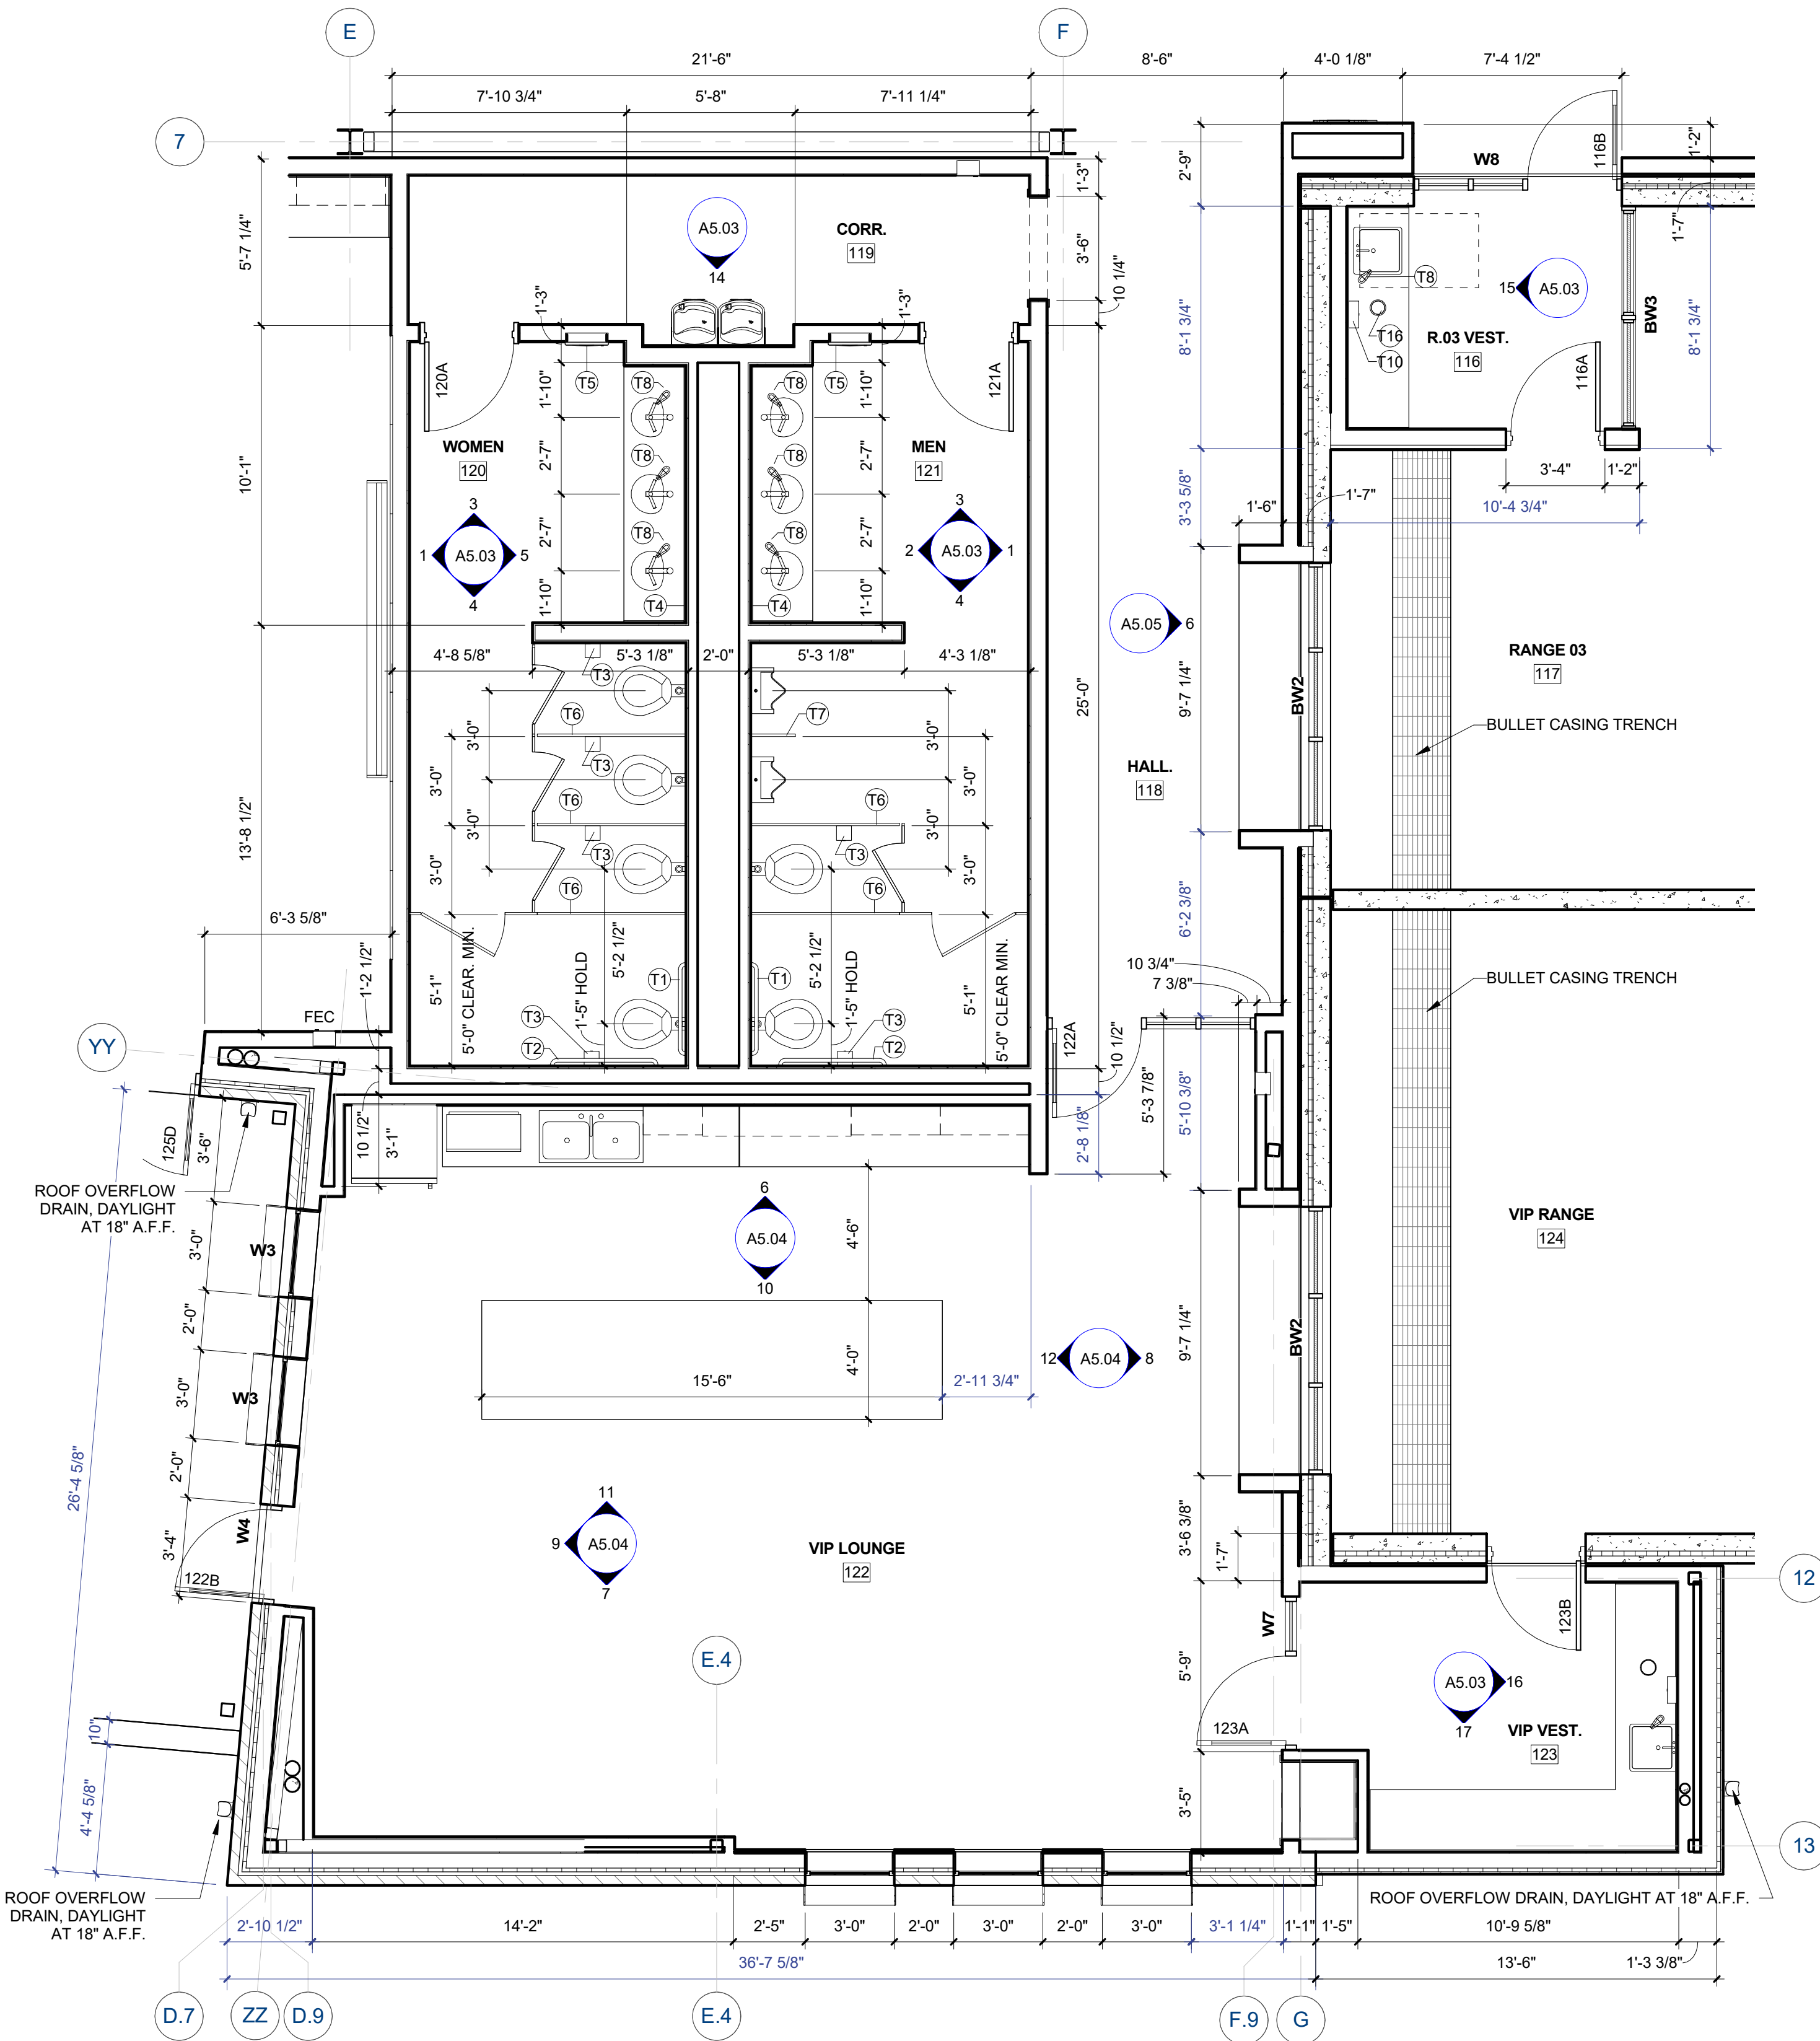 E
F
21'-6"
8'-6"
4'-0 1/8"
7'-4 1/2"
7'-10 3/4"
5'-8"
7'-11 1/4"
7
W8
116B
1'-2"
2'-9"
1'-3"
5'-7 1/4"
A5.03
14
CORR.
119
3'-6"
10 1/4"
1'-7"
T8
15
A5.03
BW3
8'-1 3/4"
8'-1 3/4"
T16
T10
R.03 VEST.
116
116A
1'-3"
1'-3"
120A
T5
T8
T8
T5
121A
1'-10"
1'-10"
WOMEN
120
MEN
121
T8
T8
2'-7"
2'-7"
10'-1"
3'-4"
1'-2"
3'-3 5/8"
1'-6"
1'-7"
10'-4 3/4"
3
1
A5.03
5
4
3
2
A5.03
1
4
T8
T8
2'-7"
2'-7"
T4
T4
1'-10"
1'-10"
A5.05
6
RANGE 03
117
4'-8 5/8"
5'-3 1/8"
2'-0"
5'-3 1/8"
4'-3 1/8"
T3
BW2
9'-7 1/4"
25'-0"
T6
T7
BULLET CASING TRENCH
3'-0"
3'-0"
T3
HALL.
118
3'-0"
3'-0"
T6
T6
13'-8 1/2"
3'-0"
3'-0"
T3
T3
3'-0"
3'-0"
T6
T6
6'-3 5/8"
6'-2 3/8"
1'-2 1/2"
5'-1"
5'-0" CLEAR. MIN.
1'-5" HOLD
5'-2 1/2"
T1
T1
5'-2 1/2"
1'-5" HOLD
5'-1"
5'-0" CLEAR MIN.
10 3/4"
7 3/8"
BULLET CASING TRENCH
FEC
T3
T3
T2
T2
YY
122A
10 1/2"
5'-3 7/8"
5'-10 3/8"
2'-8 1/8"
10 1/2"
3'-1"
125D
3'-6"
ROOF OVERFLOW
DRAIN, DAYLIGHT
AT 18" A.F.F.
6
A5.04
10
4'-6"
VIP RANGE
124
3'-0"
W3
2'-0"
9'-7 1/4"
BW2
12
A5.04
8
15'-6"
4'-0"
2'-11 3/4"
3'-0"
W3
26'-4 5/8"
2'-0"
W4
3'-4"
122B
11
9
A5.04
7
VIP LOUNGE
122
3'-6 3/8"
1'-7"
12
W7
123B
E.4
5'-9"
A5.03
16
17
123A
VIP VEST.
123
10"
4'-4 5/8"
3'-5"
13
ROOF OVERFLOW
DRAIN, DAYLIGHT
AT 18" A.F.F.
ROOF OVERFLOW DRAIN, DAYLIGHT AT 18" A.F.F.
2'-10 1/2"
14'-2"
2'-5"
3'-0"
2'-0"
3'-0"
2'-0"
3'-0"
3'-1 1/4"
1'-1"
1'-5"
10'-9 5/8"
36'-7 5/8"
13'-6"
1'-3 3/8"
D.7
ZZ
D.9
E.4
F.9
G